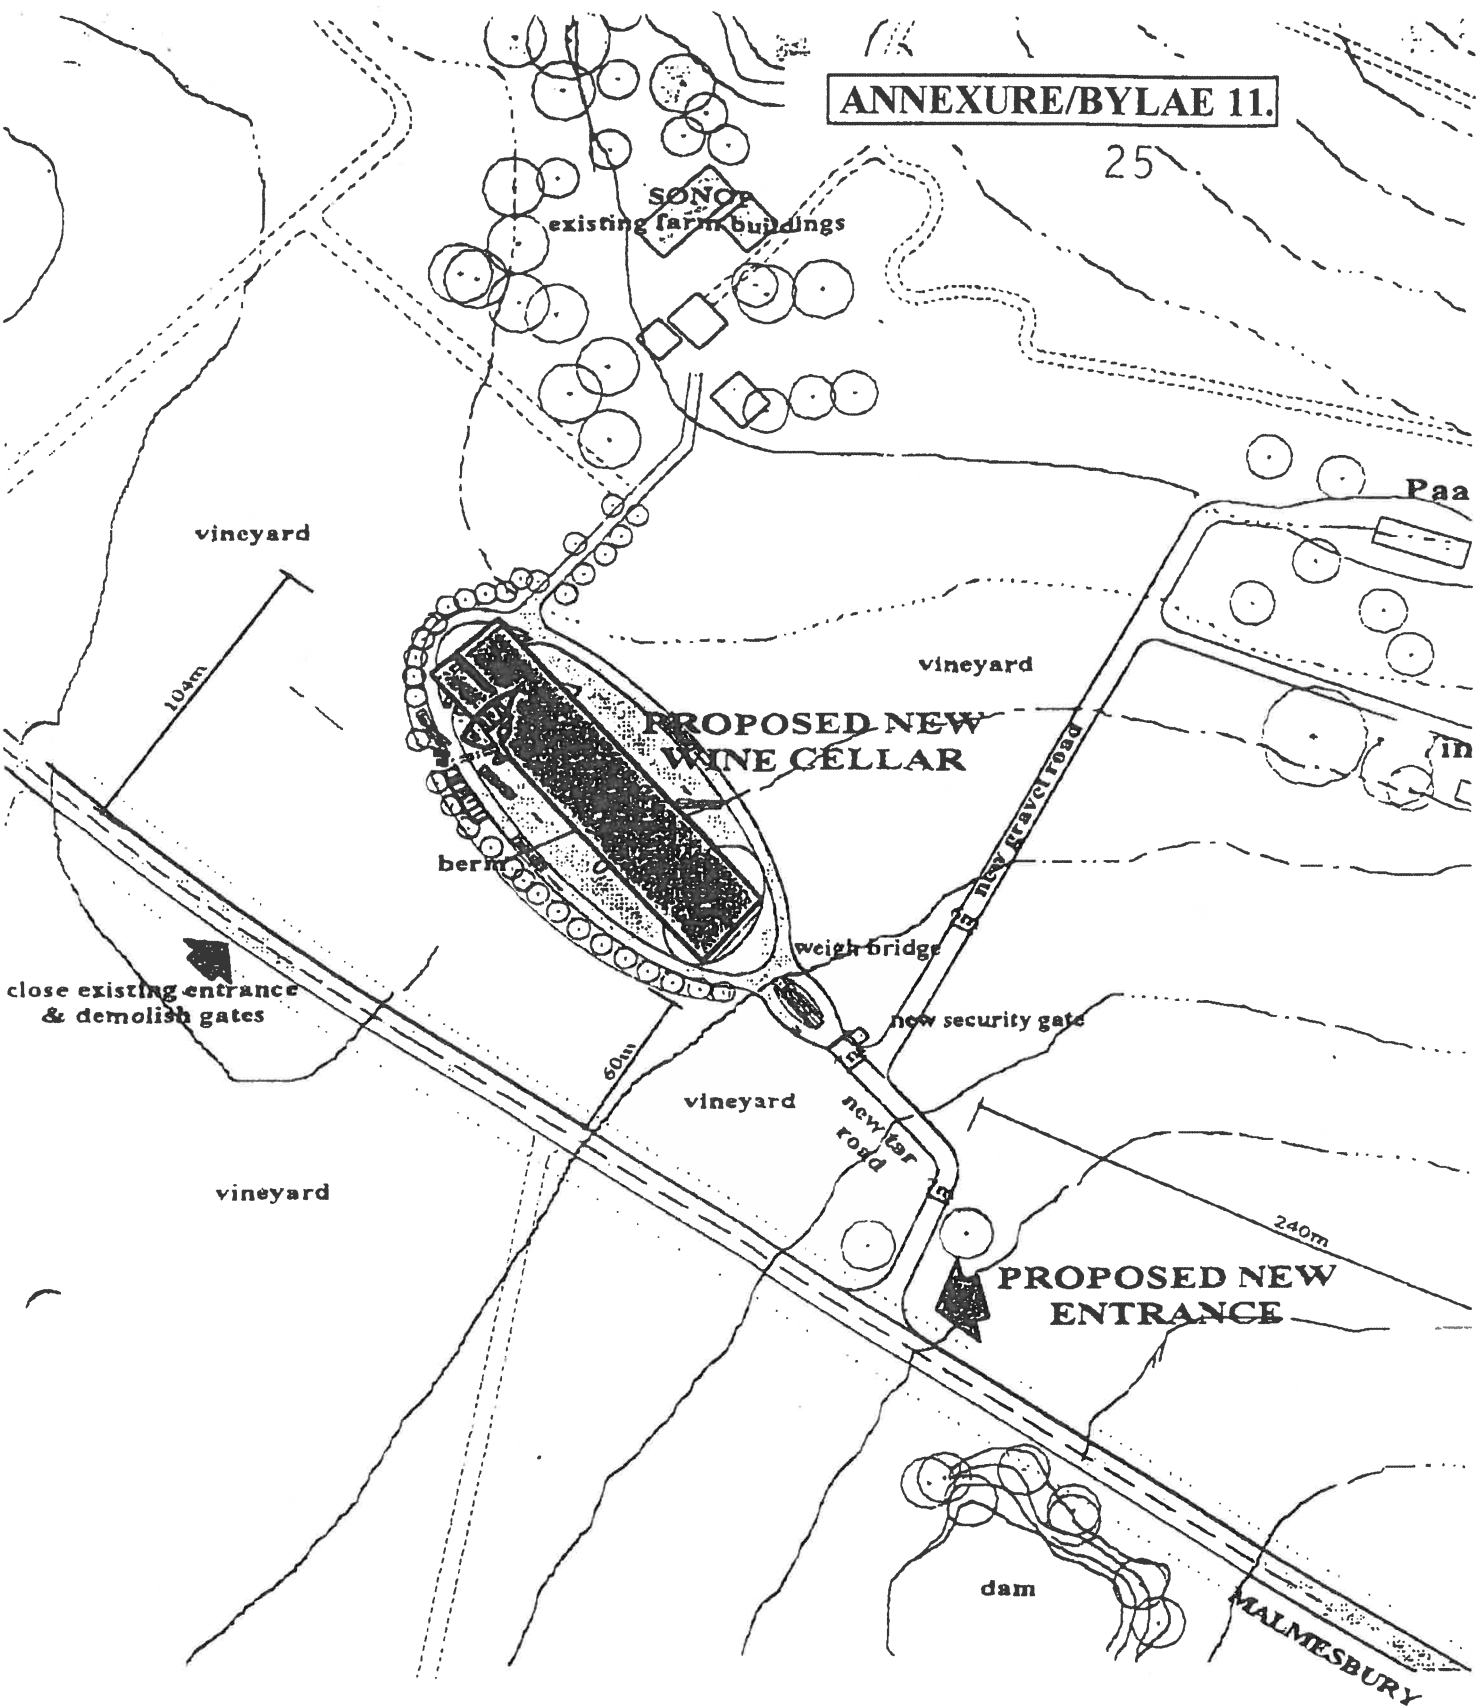 ANNEXURE/BYLAE 11.
25
SONOP
existing farm buildings
Paa
vineyard
104m
vineyard
PROPOSED NEW
WINE CELLAR
in
new gravel road
berm
weigh bridge
close existing entrance
& demolish gates
new security gate
60m
vineyard
new tar
road
vineyard
240m
PROPOSED NEW
ENTRANCE
dam
MALMESBURY